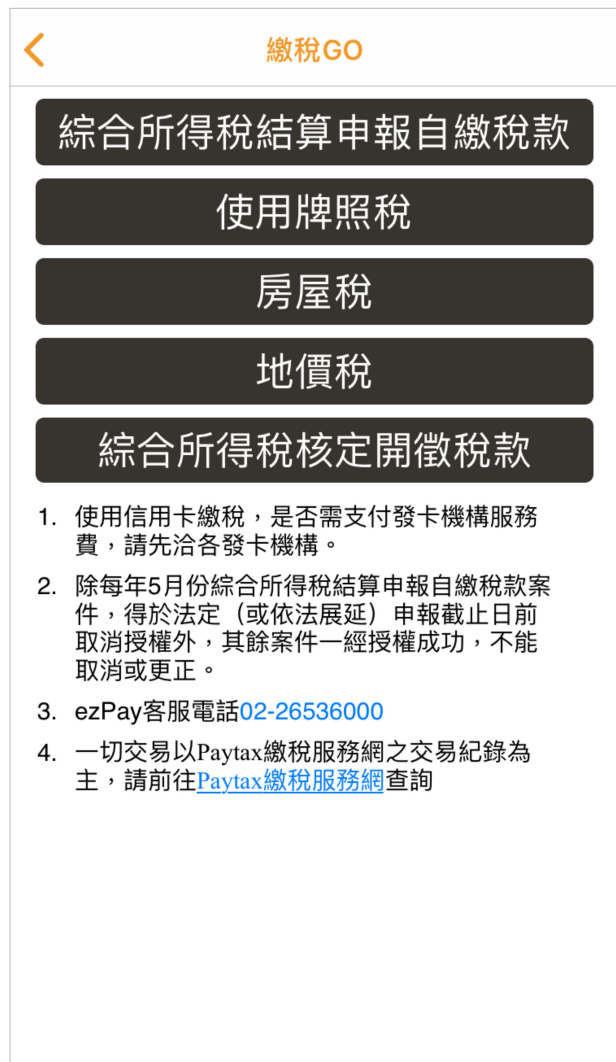 繳稅GO
綜合所得稅結算申報自繳稅款
使用牌照稅
房屋稅
地價稅
綜合所得稅核定開徵稅款
1. 使用信用卡繳稅，是否需支付發卡機構服務
費，請先洽各發卡機構。
2. 除每年5月份綜合所得稅結算申報自繳稅款案
件，得於法定（或依法展延）申報截止日前
取消授權外，其餘案件一經授權成功，不能
取消或更正。
3. ezPay客服電話02-26536000
4. 一切交易以Paytax繳稅服務網之交易紀錄為
主，請前往Paytax繳稅服務網查詢